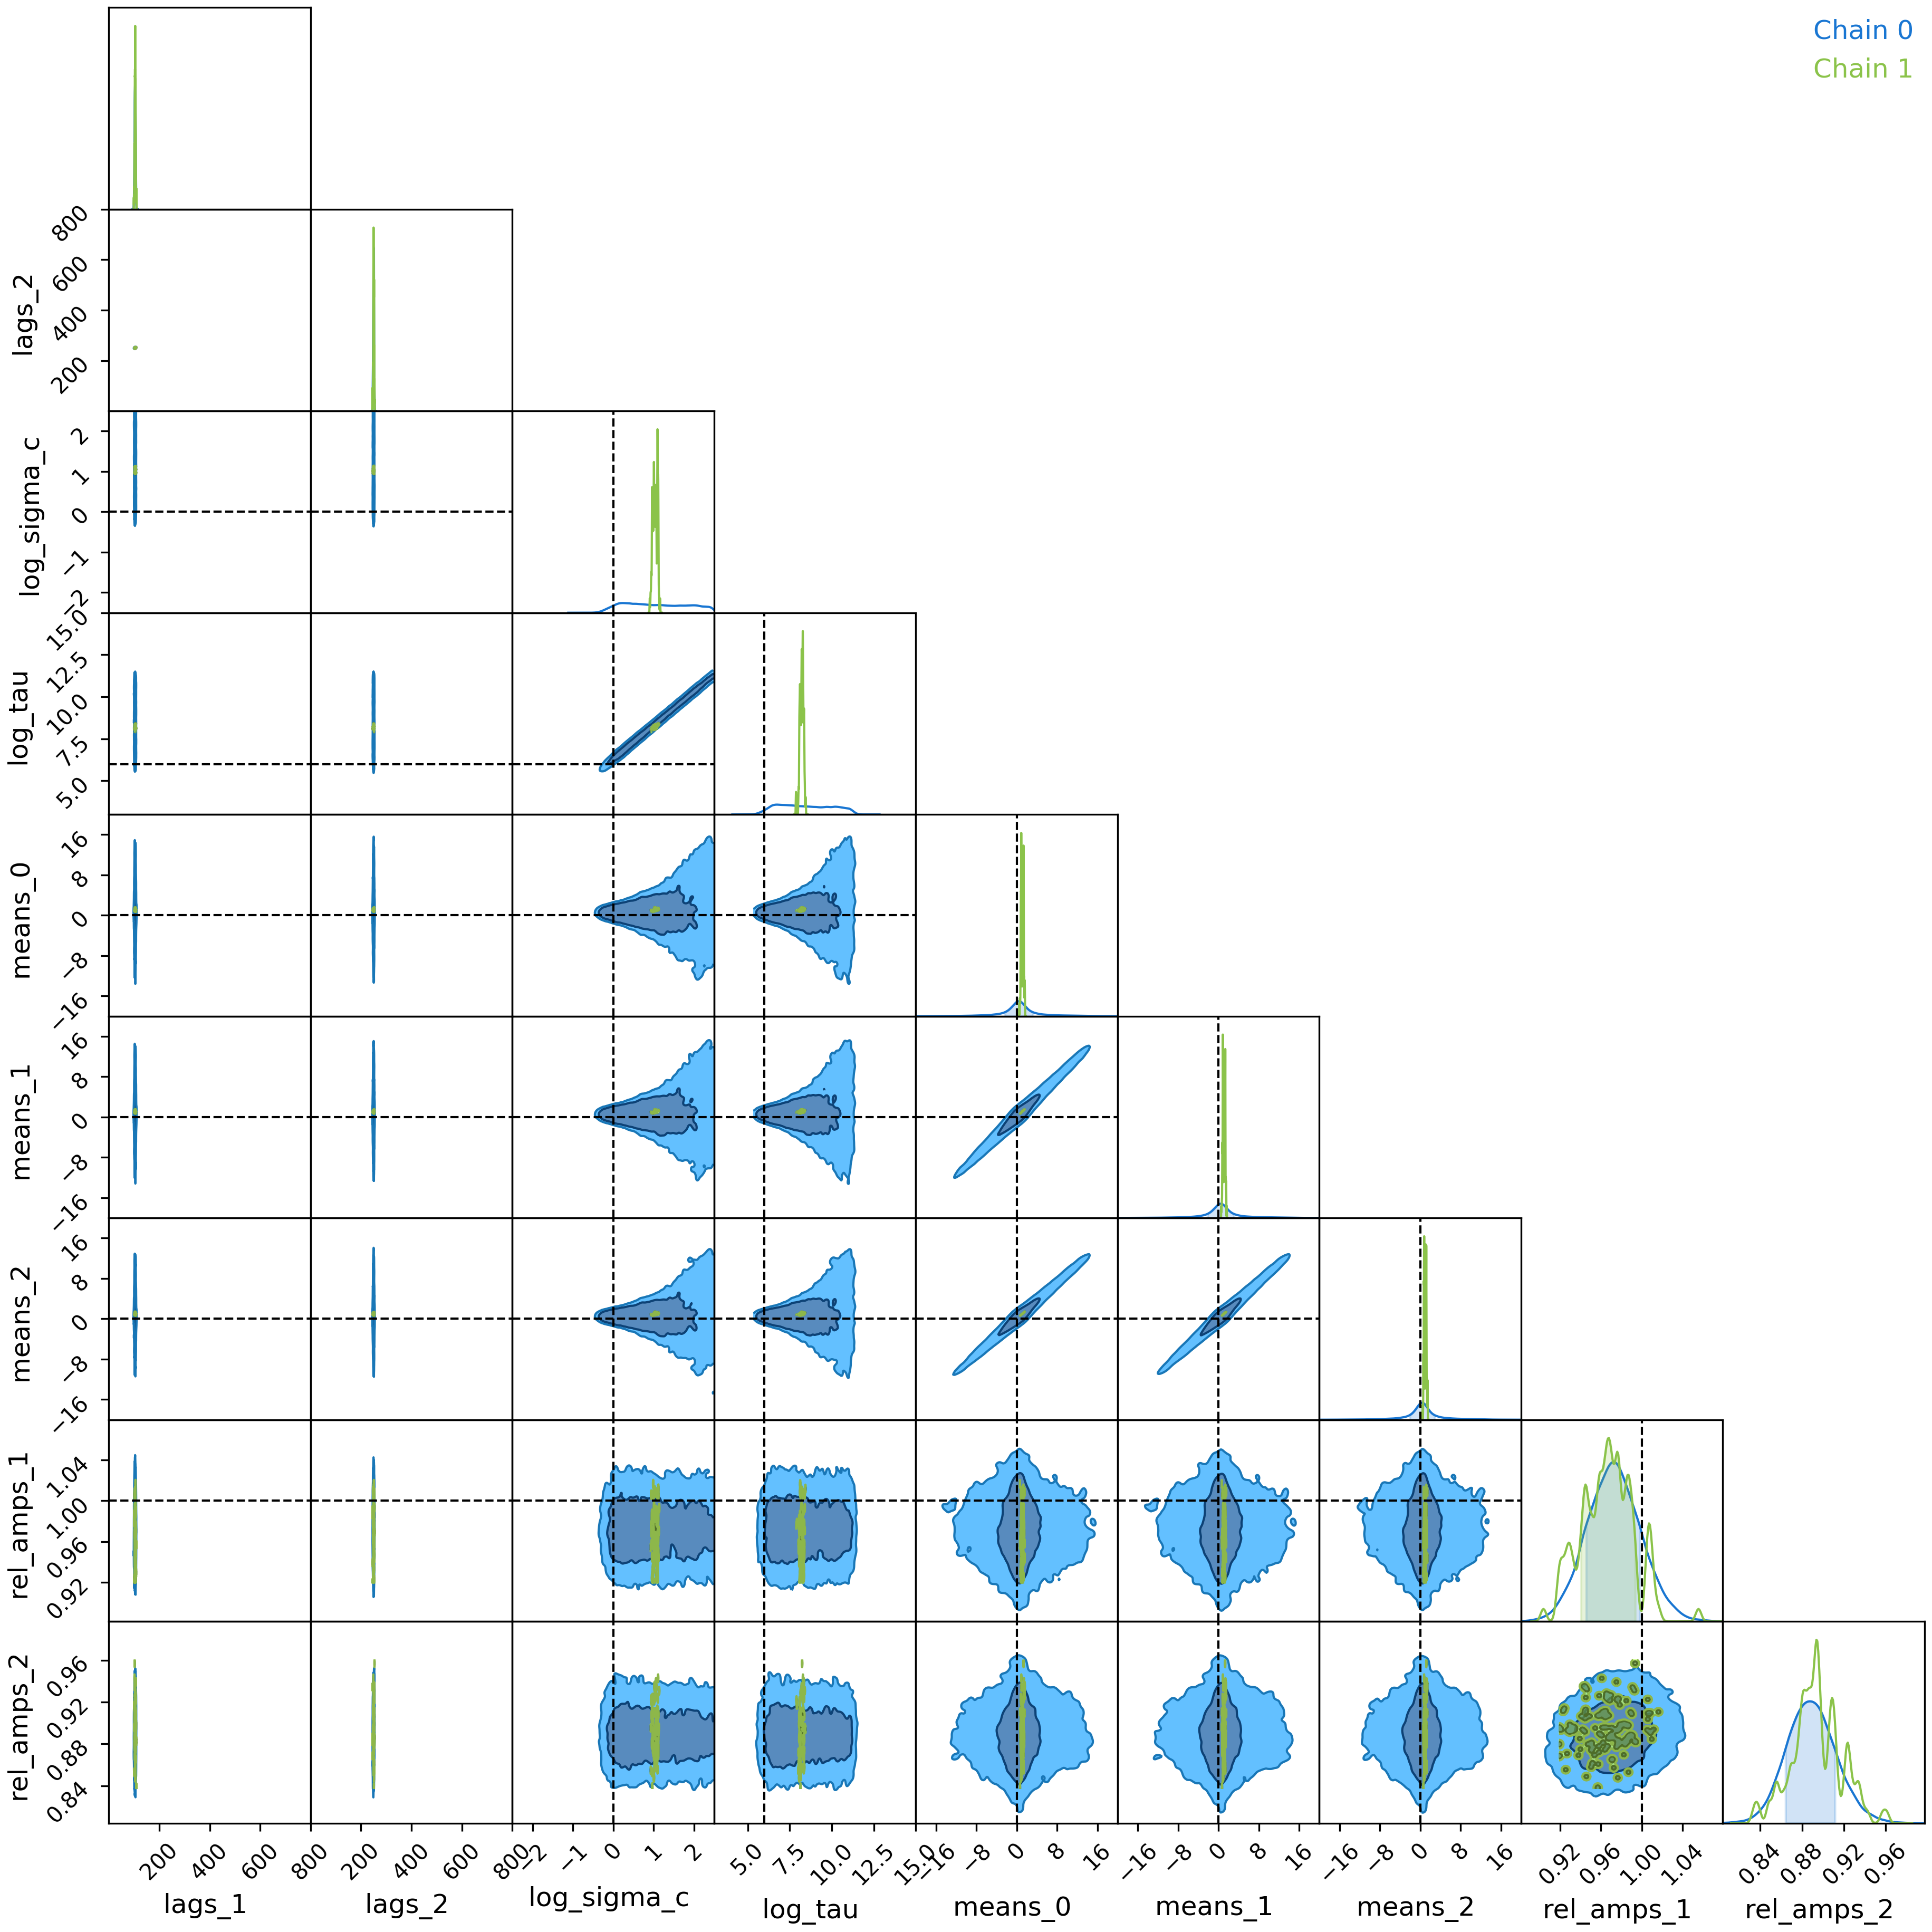 Chain 0
Chain 1
800
600
400
200
lags_2
2
1
0
−1
−2
log_sigma_c
15.0
12.5
10.0
7.5
5.0
log_tau
16
8
0
−8
−16
means_0
16
8
0
−8
−16
means_1
16
8
0
−8
−16
means_2
1.04
1.00
0.96
0.92
rel_amps_1
0.96
0.92
0.88
0.84
rel_amps_2
200 400 600 800
200 400 600 800
−2 −1 0 1 2
5.0 7.5 10.0 12.5 15.0
−16 −8 0 8 16
−16 −8 0 8 16
−16 −8 0 8 16
0.92 0.96 1.00 1.04
0.84 0.88 0.92 0.96
lags_1 lags_2 log_sigma_c log_tau means_0 means_1 means_2 rel_amps_1 rel_amps_2